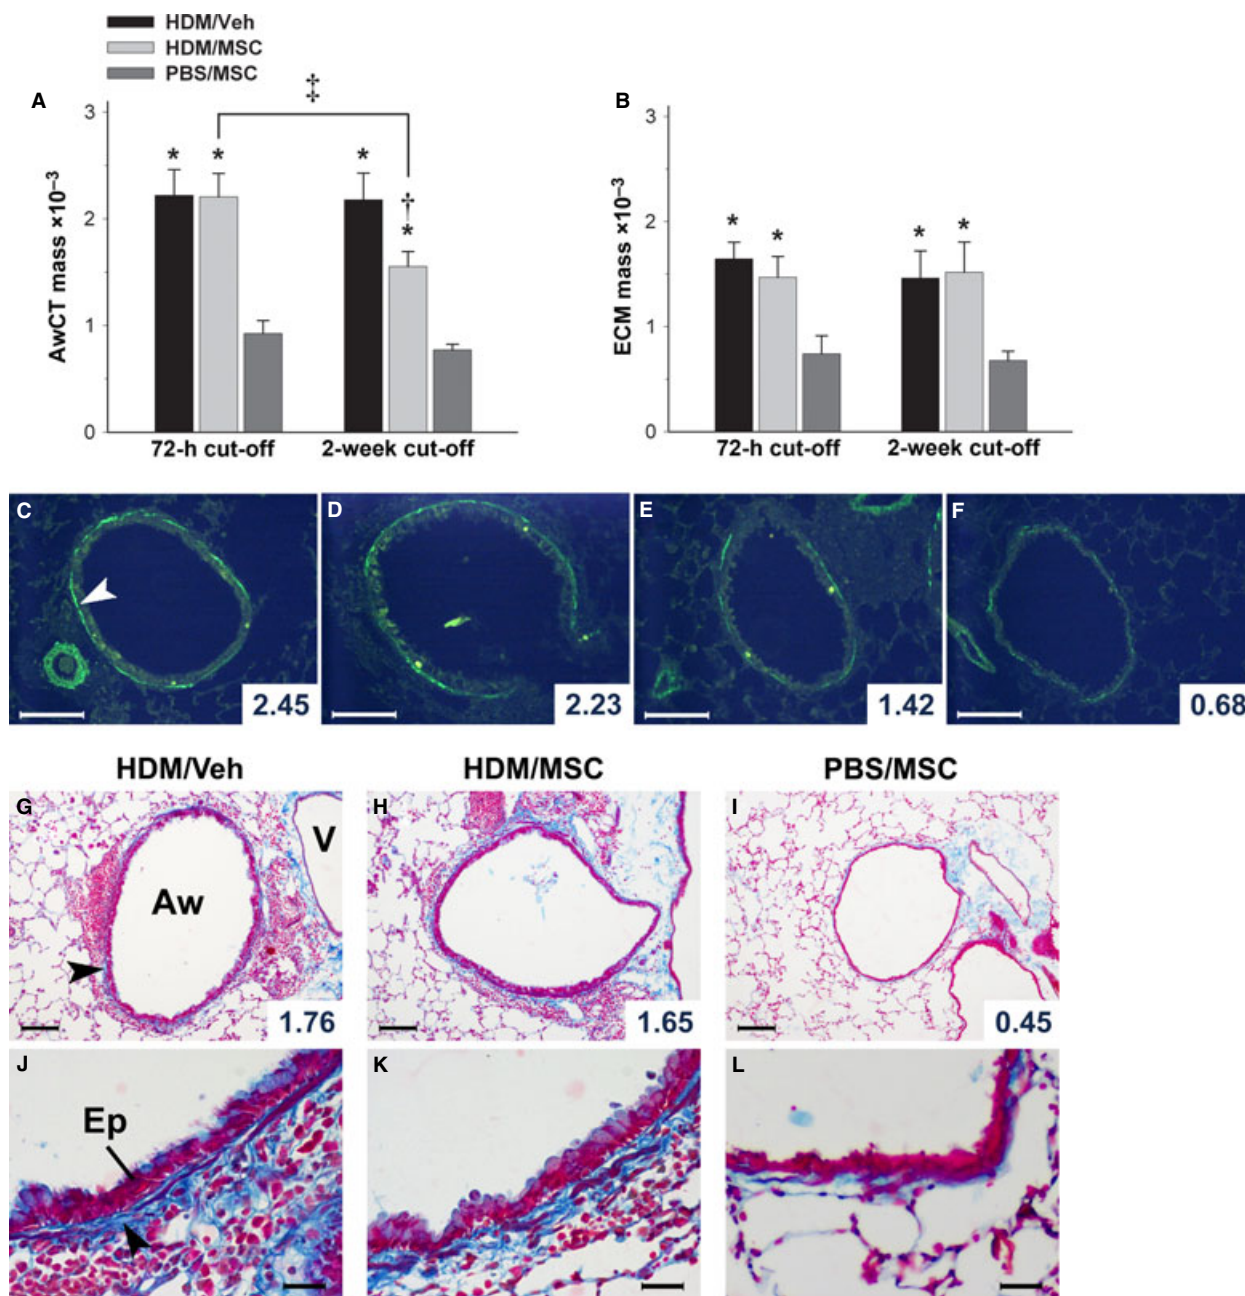 HDM/Veh
HDM/MSC
PBS/MSC
A
AwCT mass ×10⁻³
3
2
1
0
‡
* * * † *
72-h cut-off 2-week cut-off
B
ECM mass ×10⁻³
3
2
1
0
* * * *
72-h cut-off 2-week cut-off
C D E F
2.45 2.23 1.42 0.68
HDM/Veh HDM/MSC PBS/MSC
G H I
V
Aw
1.76 1.65 0.45
J K L
Ep